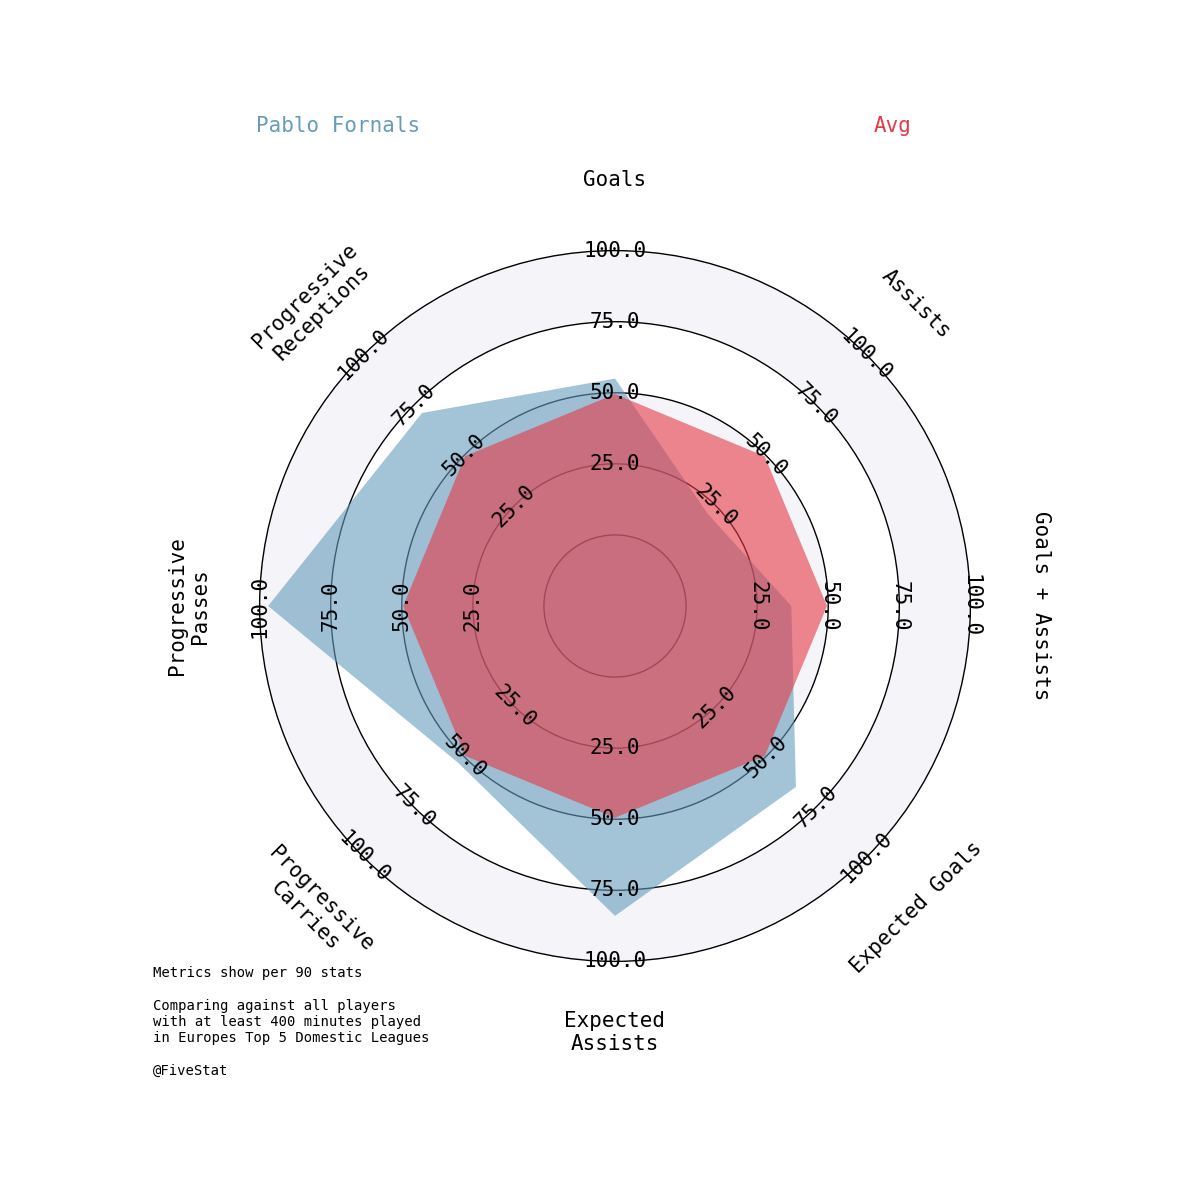 Pablo Fornals
Avg
Goals
Assists
Goals + Assists
Expected Goals
Expected
Assists
Progressive
Carries
Progressive
Passes
Progressive
Receptions
25.0
50.0
75.0
100.0
25.0
50.0
75.0
100.0
25.0
50.0
75.0
100.0
25.0
50.0
75.0
100.0
25.0
50.0
75.0
100.0
25.0
50.0
75.0
100.0
25.0
50.0
75.0
100.0
25.0
50.0
75.0
100.0
Metrics show per 90 stats
Comparing against all players
with at least 400 minutes played
in Europes Top 5 Domestic Leagues
@FiveStat